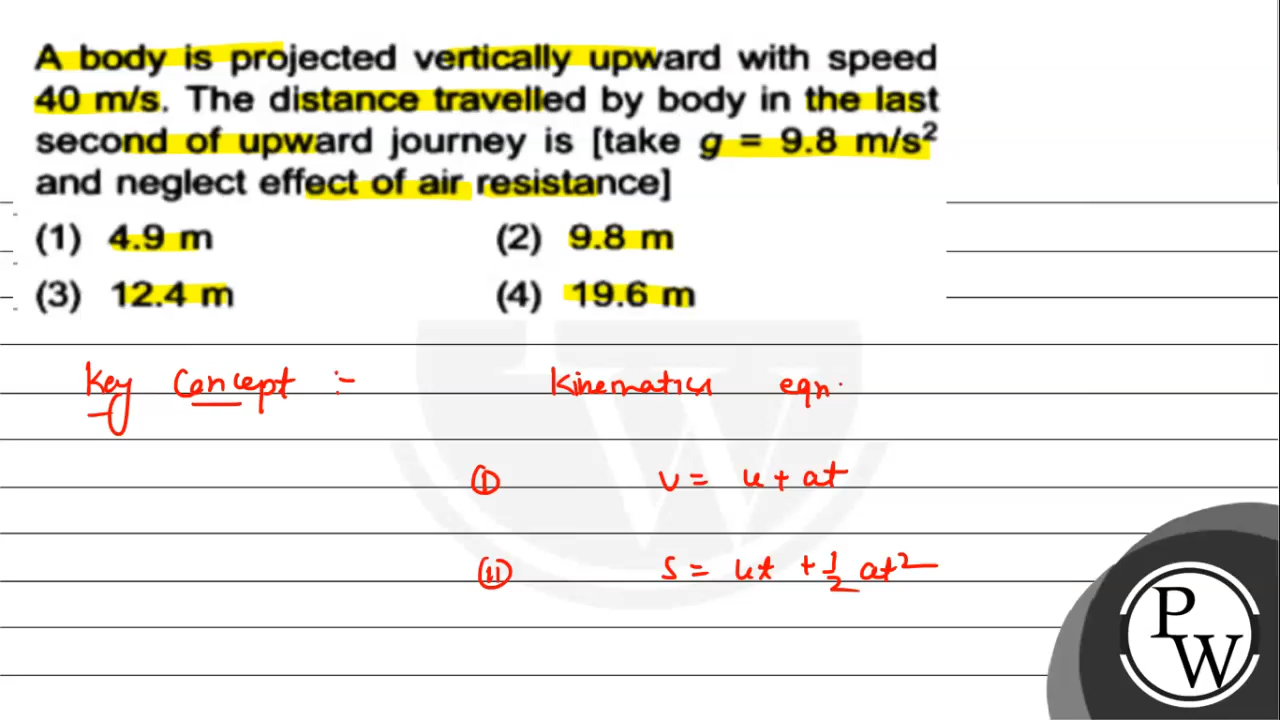 A body is projected vertically upward with speed
40 m/s. The distance travelled by body in the last
second of upward journey is [take g = 9.8 m/s²
and neglect effect of air resistance]
(1) 4.9 m (2) 9.8 m
(3) 12.4 m (4) 19.6 m
Key Concept :- Kinematics eqn.
(I) v = u + at
(II) s = ut + 1/2 at²
PW